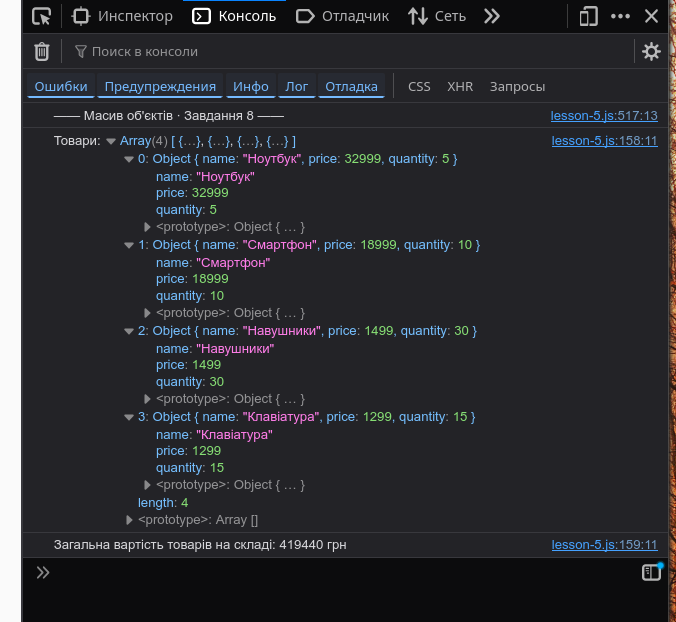 Инспектор Консоль Отладчик Сеть
Поиск в консоли
Ошибки Предупреждения Инфо Лог Отладка CSS XHR Запросы
—— Масив об'єктів · Завдання 8 —— lesson-5.js:517:13
Товари: Array(4) [ {…}, {…}, {…}, {…} ] lesson-5.js:158:11
0: Object { name: "Ноутбук", price: 32999, quantity: 5 }
name: "Ноутбук"
price: 32999
quantity: 5
<prototype>: Object { … }
1: Object { name: "Смартфон", price: 18999, quantity: 10 }
name: "Смартфон"
price: 18999
quantity: 10
<prototype>: Object { … }
2: Object { name: "Навушники", price: 1499, quantity: 30 }
name: "Навушники"
price: 1499
quantity: 30
<prototype>: Object { … }
3: Object { name: "Клавіатура", price: 1299, quantity: 15 }
name: "Клавіатура"
price: 1299
quantity: 15
<prototype>: Object { … }
length: 4
<prototype>: Array []
Загальна вартість товарів на складі: 419440 грн lesson-5.js:159:11